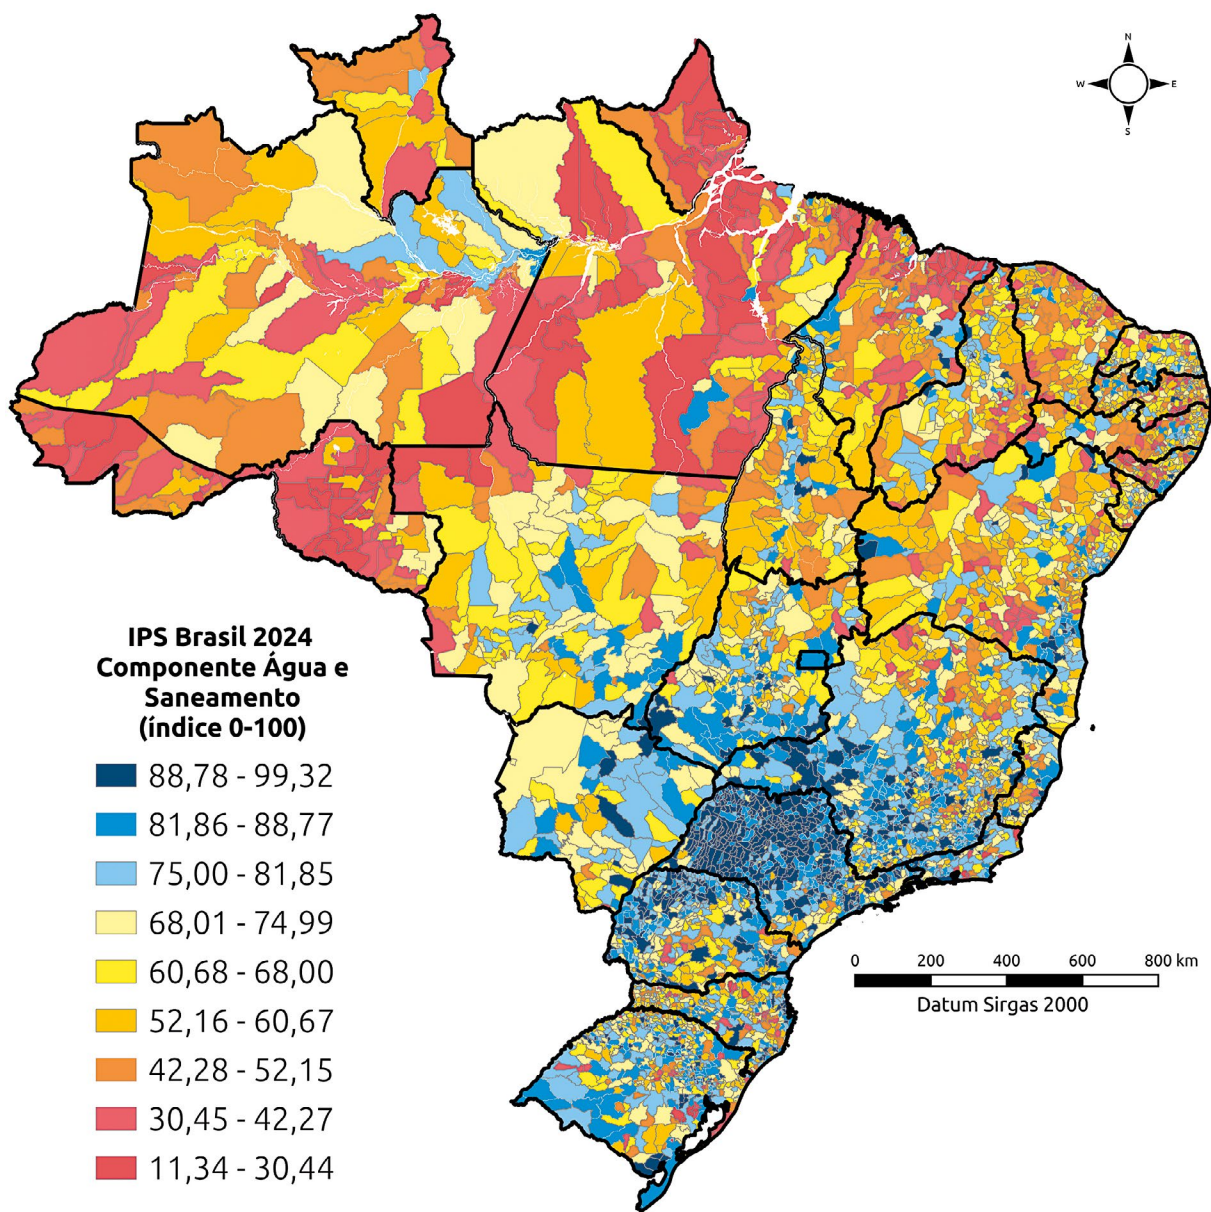 N
W E
S
IPS Brasil 2024
Componente Água e
Saneamento
(índice 0-100)
88,78 - 99,32
81,86 - 88,77
75,00 - 81,85
68,01 - 74,99
60,68 - 68,00
52,16 - 60,67
42,28 - 52,15
30,45 - 42,27
11,34 - 30,44
0 200 400 600 800 km
Datum Sirgas 2000